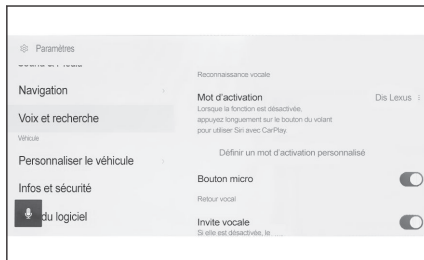 Paramètres
Navigation
Voix et recherche
Véhicule
Personnaliser le véhicule
Infos et sécurité
du logiciel
Reconnaissance vocale
Mot d'activation
Dis Lexus
Lorsque la fonction est désactivée,
appuyez longuement sur le bouton du volant
pour utiliser Siri avec CarPlay.
Définir un mot d'activation personnalisé
Bouton micro
Retour vocal
Invite vocale
Si elle est désactivée, le